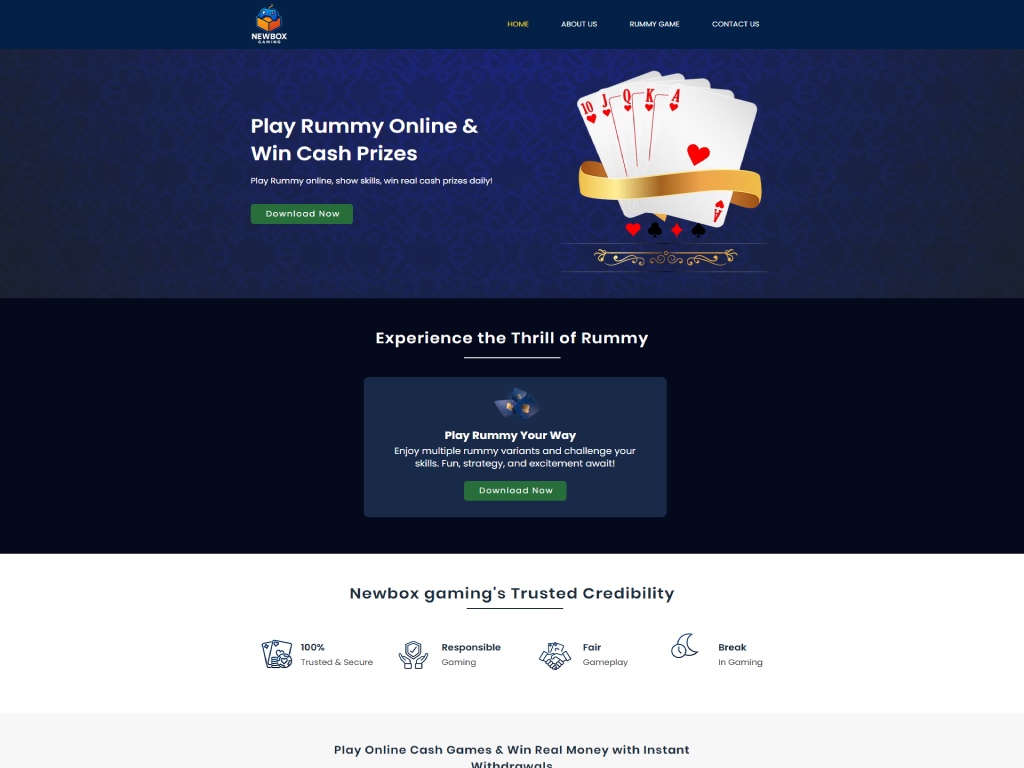 NEWBOX
GAMING
HOME
ABOUT US
RUMMY GAME
CONTACT US
Play Rummy Online &
Win Cash Prizes
Play Rummy online, show skills, win real cash prizes daily!
Download Now
10
J
Q
K
A
A
Experience the Thrill of Rummy
Play Rummy Your Way
Enjoy multiple rummy variants and challenge your
skills. Fun, strategy, and excitement await!
Download Now
Newbox gaming's Trusted Credibility
100%
Trusted & Secure
Responsible
Gaming
Fair
Gameplay
Break
In Gaming
Play Online Cash Games & Win Real Money with Instant
Withdrawals